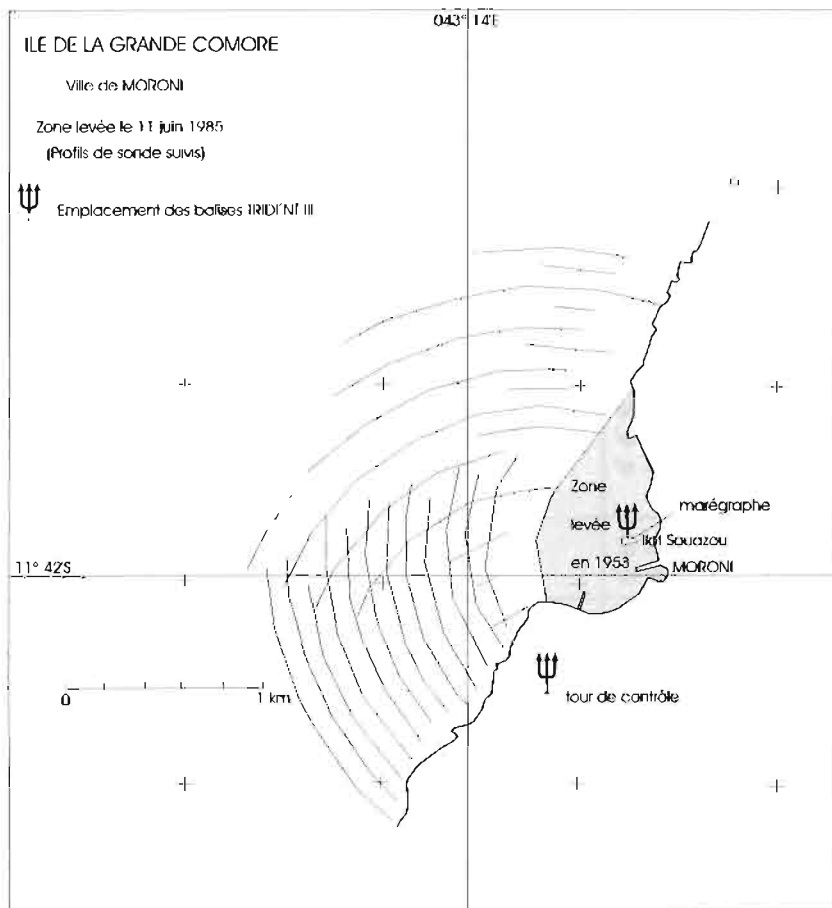 043° 14'E
ILE DE LA GRANDE COMORE
Ville de MORONI
Zone levée le 11 juin 1985
(Profils de sonde suivis)
Emplacement des balises TRIDENT III
Zone
levée
en 1953
marégraphe
Ikit Souazou
MORONI
11° 42'S
0
1 km
tour de contrôle